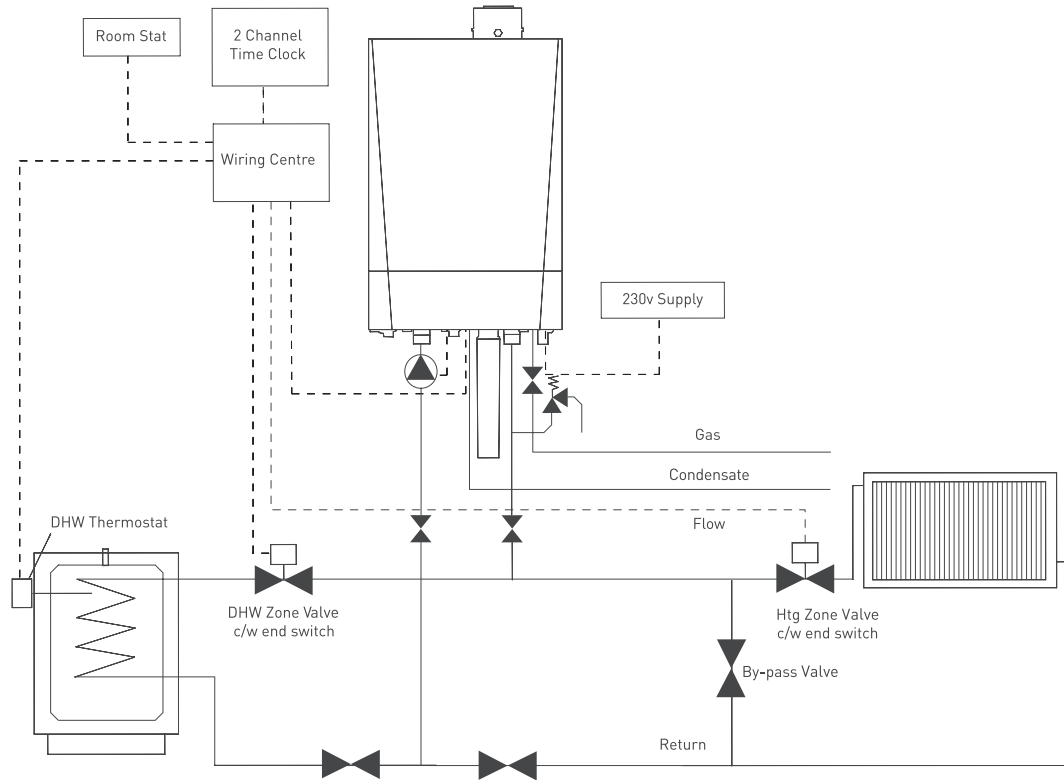 Room Stat
2 Channel
Time Clock
Wiring Centre
230v Supply
Gas
Condensate
Flow
DHW Thermostat
DHW Zone Valve
c/w end switch
Htg Zone Valve
c/w end switch
By-pass Valve
Return